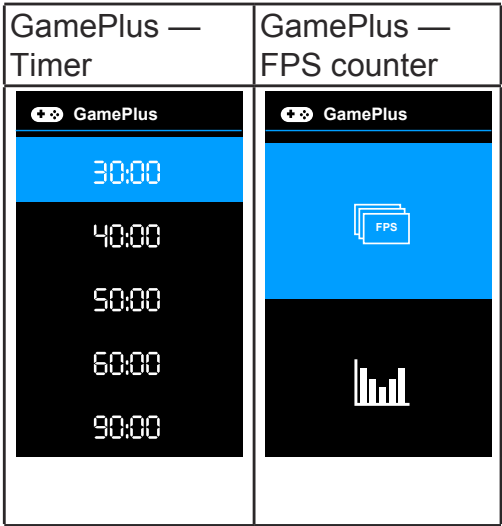 GamePlus —
Timer
GamePlus —
FPS counter
GamePlus
30:00
40:00
50:00
60:00
90:00
GamePlus
FPS